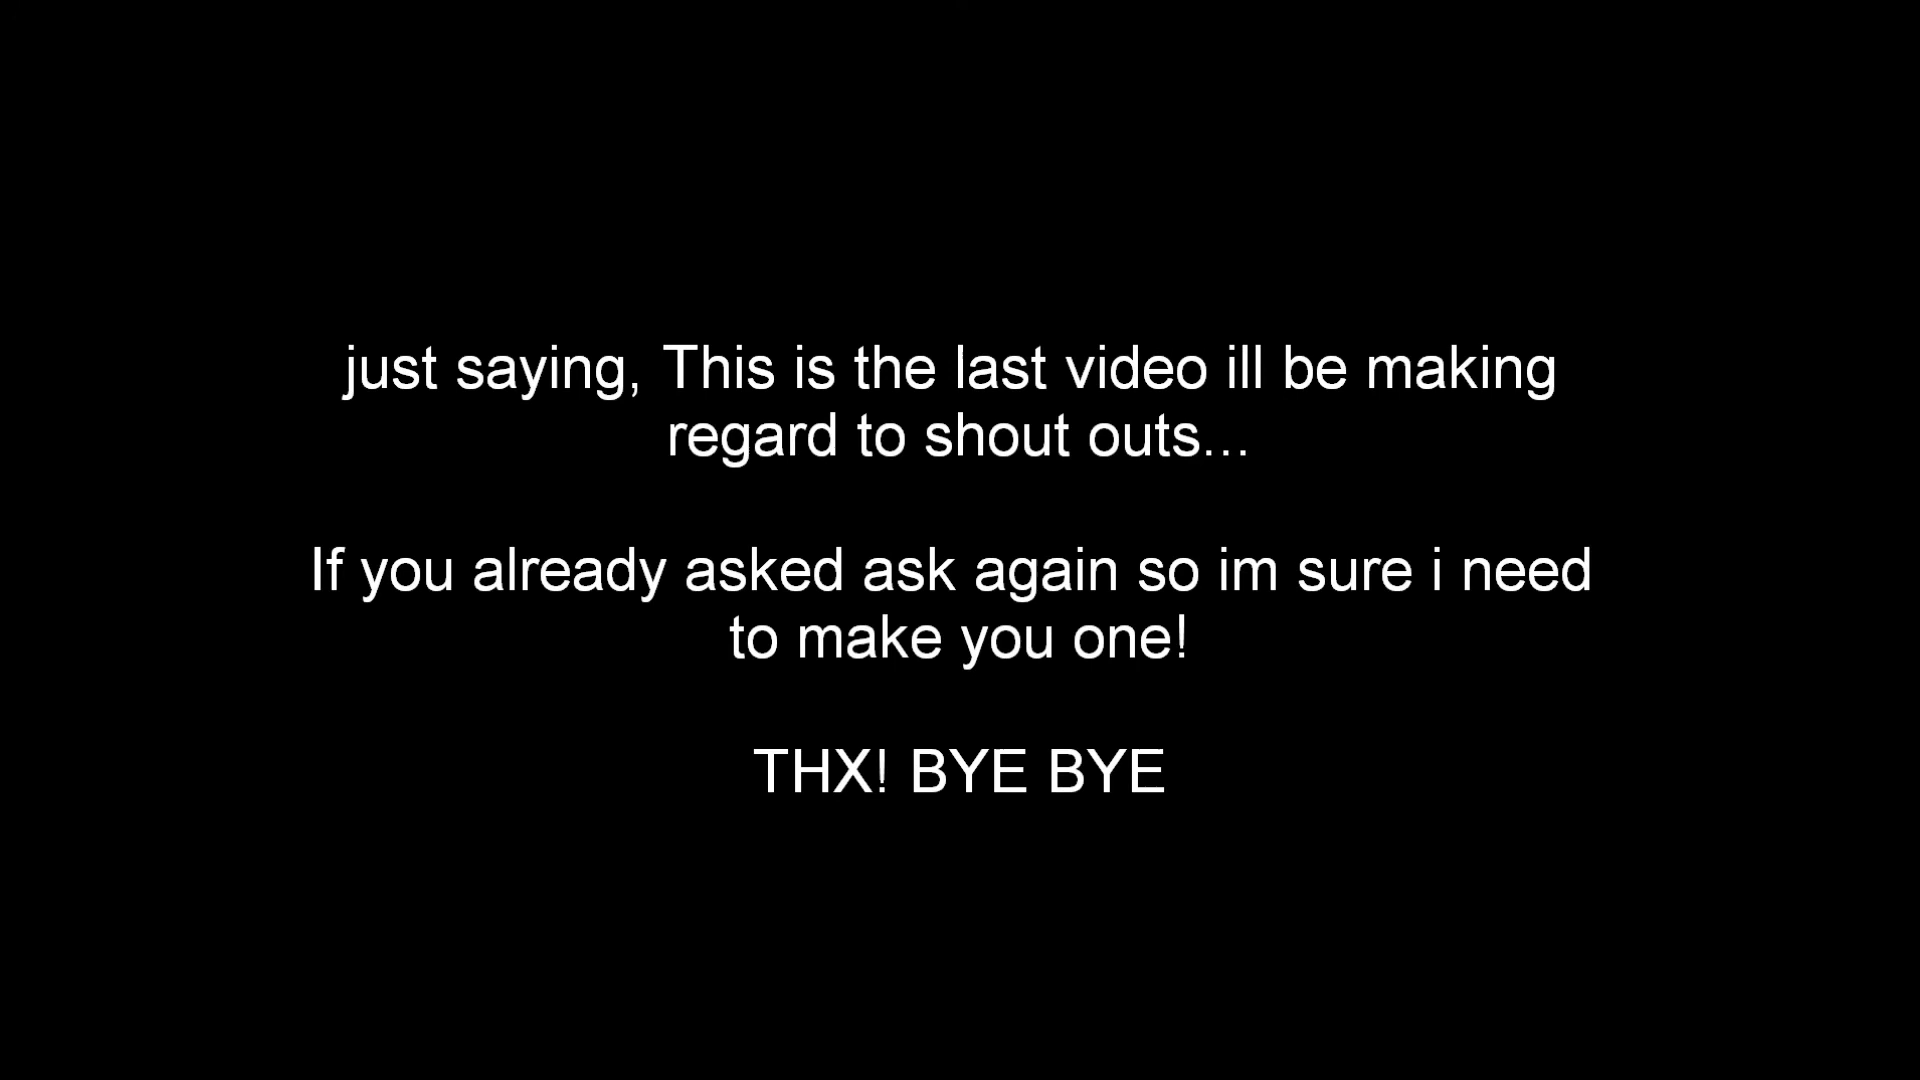 just saying, This is the last video ill be making
regard to shout outs...
If you already asked ask again so im sure i need
to make you one!
THX! BYE BYE